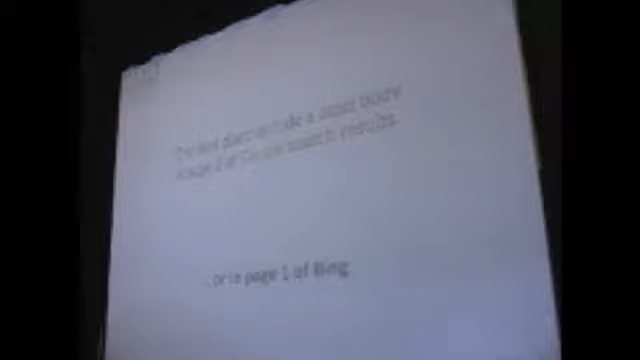 The best place to hide a dead body
is page 2 of Google search results.
...or in page 1 of Bing